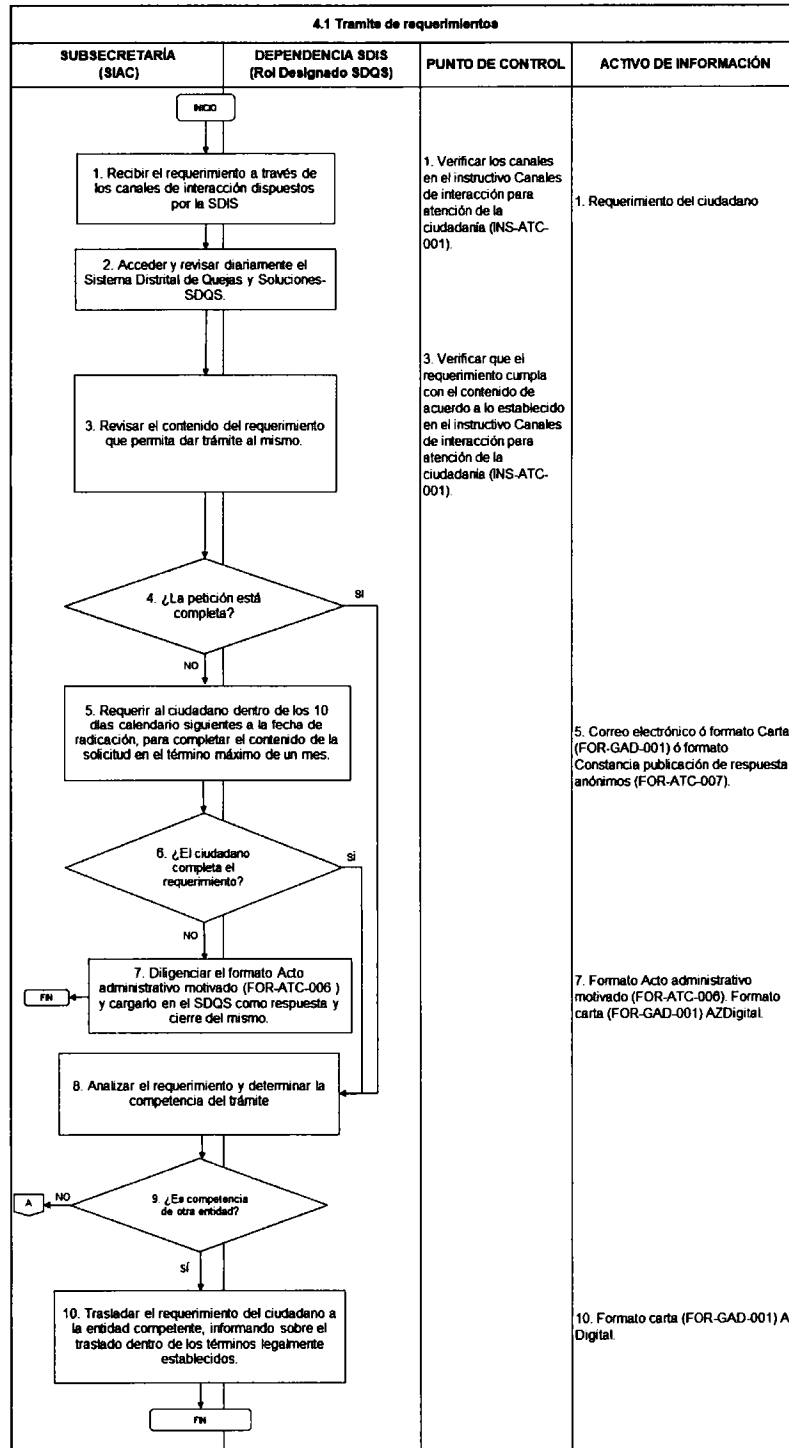 4.1 Tramite de requerimientos
SUBSECRETARÍA
(SIAC)
DEPENDENCIA SDIS
(Rol Designado SDQS)
PUNTO DE CONTROL
ACTIVO DE INFORMACIÓN
INICIO
1. Recibir el requerimiento a través de
los canales de interacción dispuestos
por la SDIS
1. Verificar los canales
en el instructivo Canales
de interacción para
atención de la
ciudadanía (INS-ATC-
001).
1. Requerimiento del ciudadano
2. Acceder y revisar diariamente el
Sistema Distrital de Quejas y Soluciones-
SDQS.
3. Revisar el contenido del requerimiento
que permita dar trámite al mismo.
3. Verificar que el
requerimiento cumpla
con el contenido de
acuerdo a lo establecido
en el instructivo Canales
de interacción para
atención de la
ciudadanía (INS-ATC-
001).
4. ¿La petición está
completa?
SI
NO
5. Requerir al ciudadano dentro de los 10
días calendario siguientes a la fecha de
radicación, para completar el contenido de la
solicitud en el término máximo de un mes.
5. Correo electrónico ó formato Carta
(FOR-GAD-001) ó formato
Constancia publicación de respuesta
anónimos (FOR-ATC-007).
6. ¿El ciudadano
completa el
requerimiento?
Si
NO
7. Diligenciar el formato Acto
administrativo motivado (FOR-ATC-006 )
y cargarlo en el SDQS como respuesta y
cierre del mismo.
FIN
7. Formato Acto administrativo
motivado (FOR-ATC-006). Formato
carta (FOR-GAD-001) AZDigital.
8. Analizar el requerimiento y determinar la
competencia del trámite
9. ¿Es competencia
de otra entidad?
NO
A
SÍ
10. Trasladar el requerimiento del ciudadano a
la entidad competente, informando sobre el
traslado dentro de los términos legalmente
establecidos.
10. Formato carta (FOR-GAD-001) A
Digital.
FIN